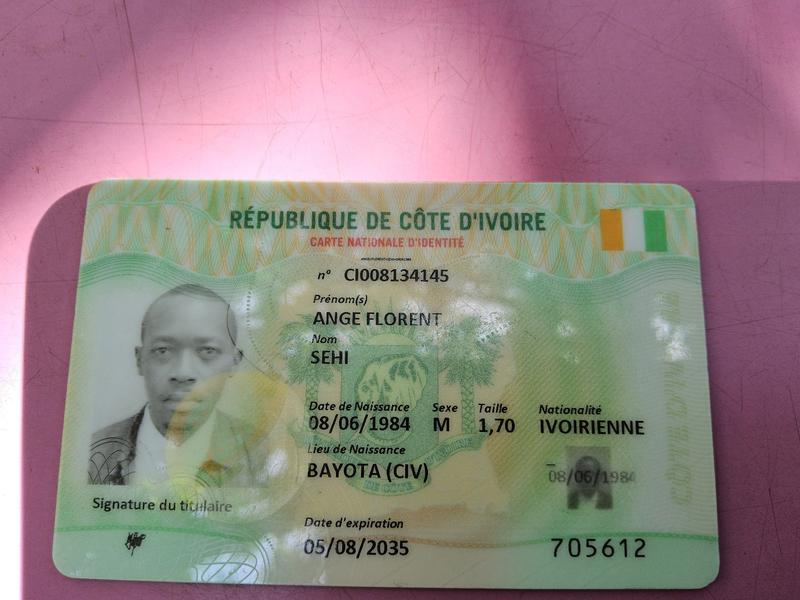 RÉPUBLIQUE DE CÔTE D'IVOIRE
CARTE NATIONALE D'IDENTITÉ
n° CI008134145
Prénom(s)
ANGE FLORENT
Nom
SEHI
Date de Naissance Sexe Taille Nationalité
08/06/1984 M 1,70 IVOIRIENNE
Lieu de Naissance
BAYOTA (CIV)
08/06/1984
Signature du titulaire
Date d'expiration
05/08/2035
705612